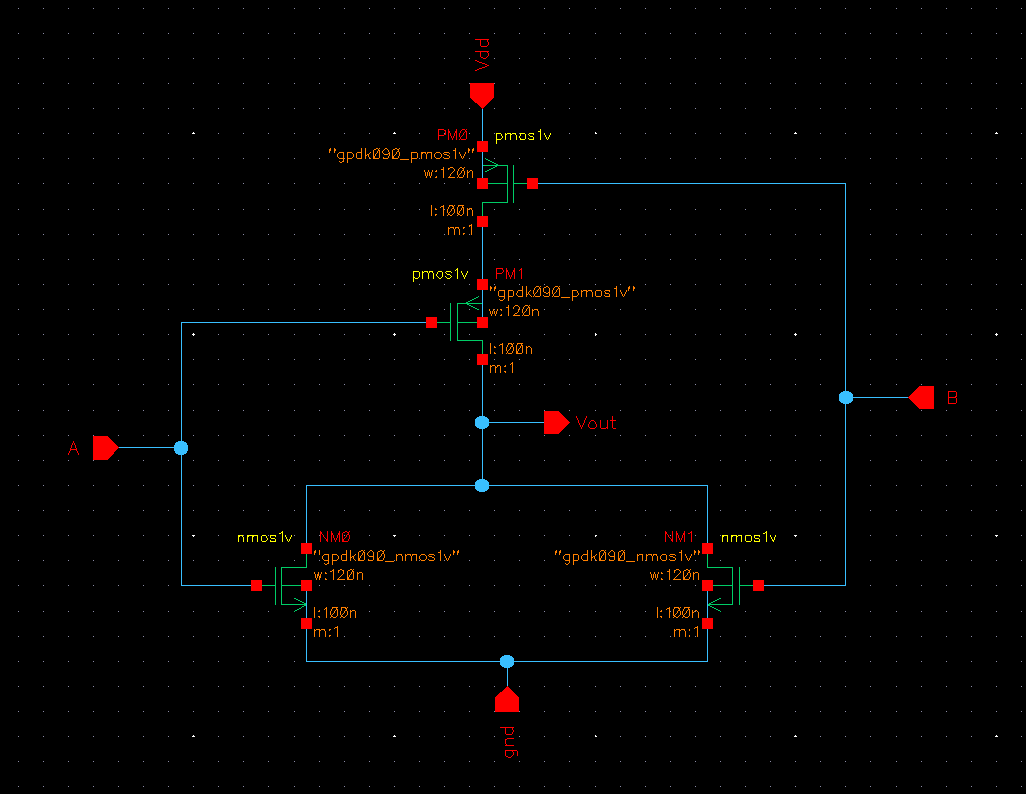 Vdd
PM0 pmos1v
"gpdk090_pmos1v"
w:120n
l:100n
m:1
pmos1v PM1
"gpdk090_pmos1v"
w:120n
l:100n
m:1
Vout
B
A
nmos1v NM0
"gpdk090_nmos1v"
w:120n
l:100n
m:1
NM1 nmos1v
"gpdk090_nmos1v"
w:120n
l:100n
m:1
gnd